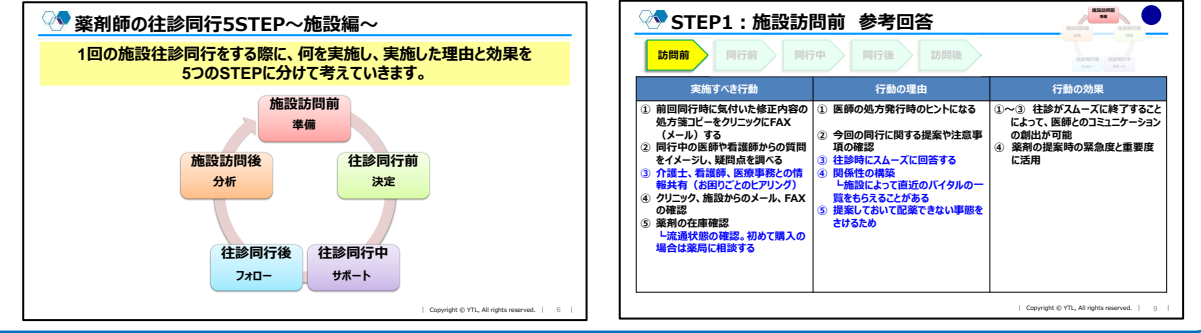 薬剤師の往診同行5STEP～施設編～
1回の施設往診同行をする際に、何を実施し、実施した理由と効果を
5つのSTEPに分けて考えていきます。
施設訪問前
準備
往診同行前
決定
往診同行中
サポート
往診同行後
フォロー
施設訪問後
分析
| Copyright © YTL, All rights reserved. | 6 |
STEP1：施設訪問前 参考回答
訪問前
同行前
同行中
同行後
訪問後
実施すべき行動
① 前回同行時に気付いた修正内容の
処方箋コピーをクリニックにFAX
（メール）する
② 同行中の医師や看護師からの質問
をイメージし、疑問点を調べる
③ 介護士、看護師、医療事務との情
報共有（お困りごとのヒアリング）
④ クリニック、施設からのメール、FAX
の確認
⑤ 薬剤の在庫確認
┗流通状態の確認。初めて購入の
場合は薬局に相談する
行動の理由
① 医師の処方発行時のヒントになる
② 今回の同行に関する提案や注意事
項の確認
③ 往診時にスムーズに回答する
④ 関係性の構築
┗施設によって直近のバイタルの一
覧をもらえることがある
⑤ 提案しておいて配薬できない事態を
さけるため
行動の効果
①～③ 往診がスムーズに終了すること
によって、医師とのコミュニケーション
の創出が可能
④ 薬剤の提案時の緊急度と重要度
に活用
| Copyright © YTL, All rights reserved. | 9 |